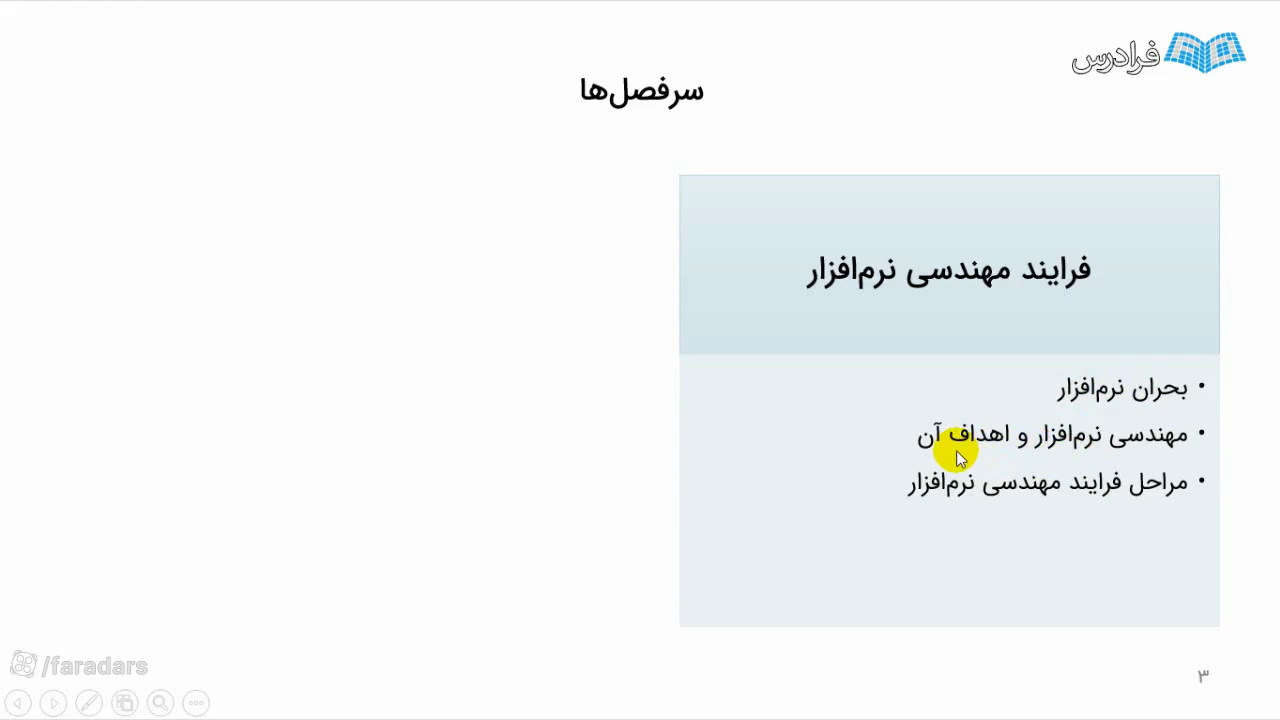 فرادرس
سرفصل‌ها
فرایند مهندسی نرم‌افزار
• بحران نرم‌افزار
• مهندسی نرم‌افزار و اهداف آن
• مراحل فرایند مهندسی نرم‌افزار
/faradars
۳